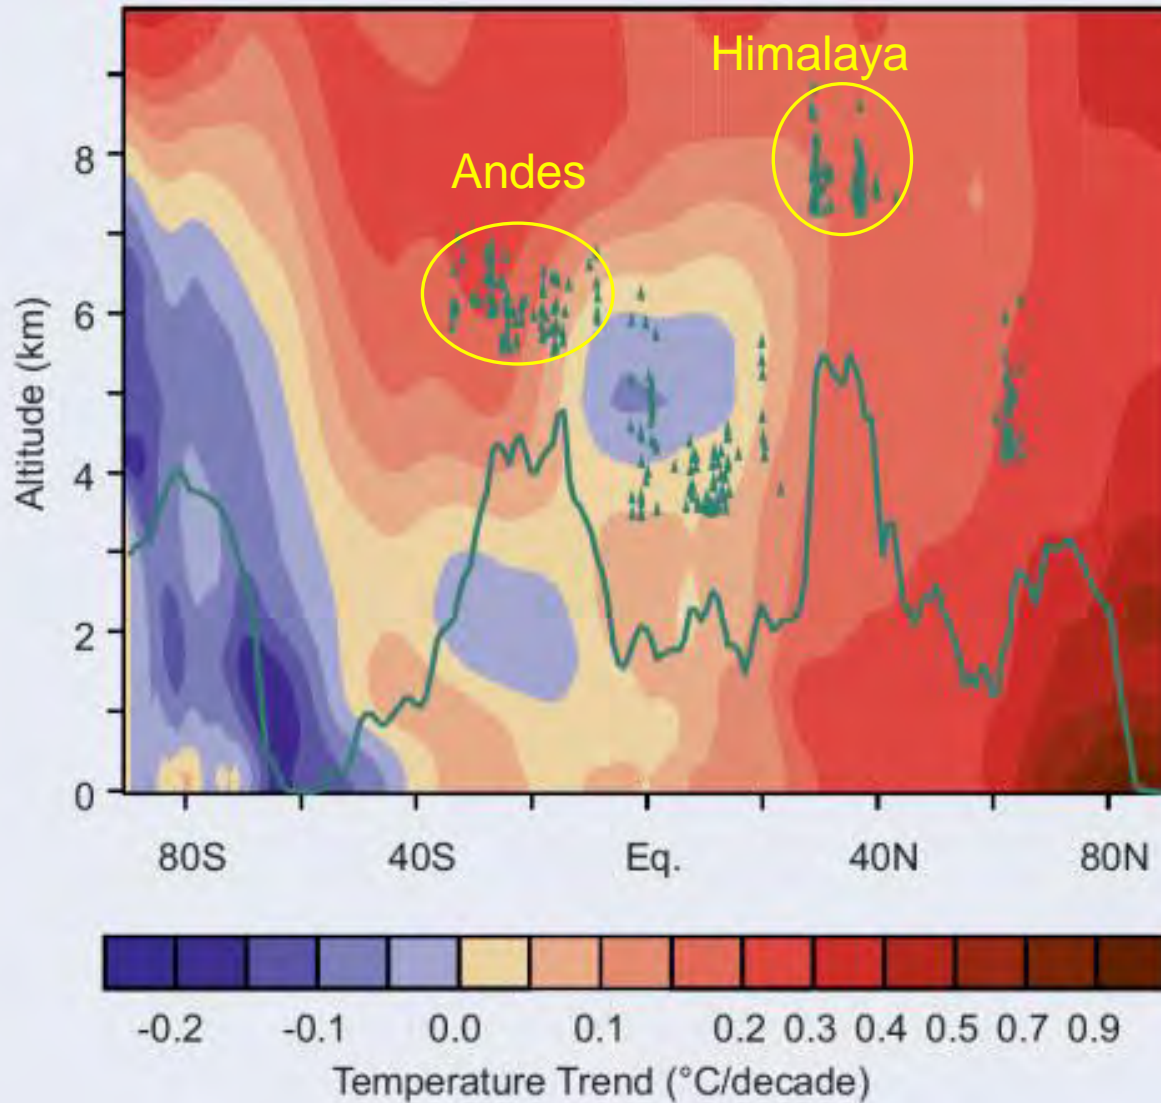 Himalaya
Andes
Altitude (km)
8
6
4
2
0
80S 40S Eq. 40N 80N
-0.2 -0.1 0.0 0.1 0.2 0.3 0.4 0.5 0.7 0.9
Temperature Trend (°C/decade)